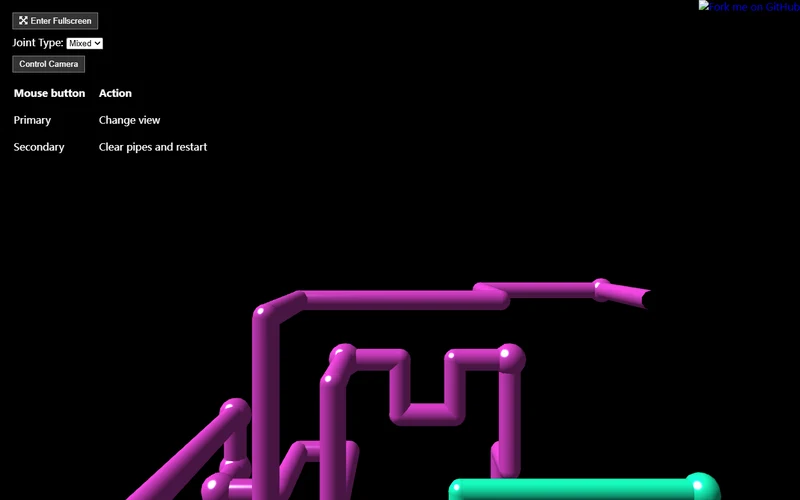 Enter Fullscreen
Fork me on GitHub
Joint Type: Mixed
Control Camera
Mouse button Action
Primary Change view
Secondary Clear pipes and restart